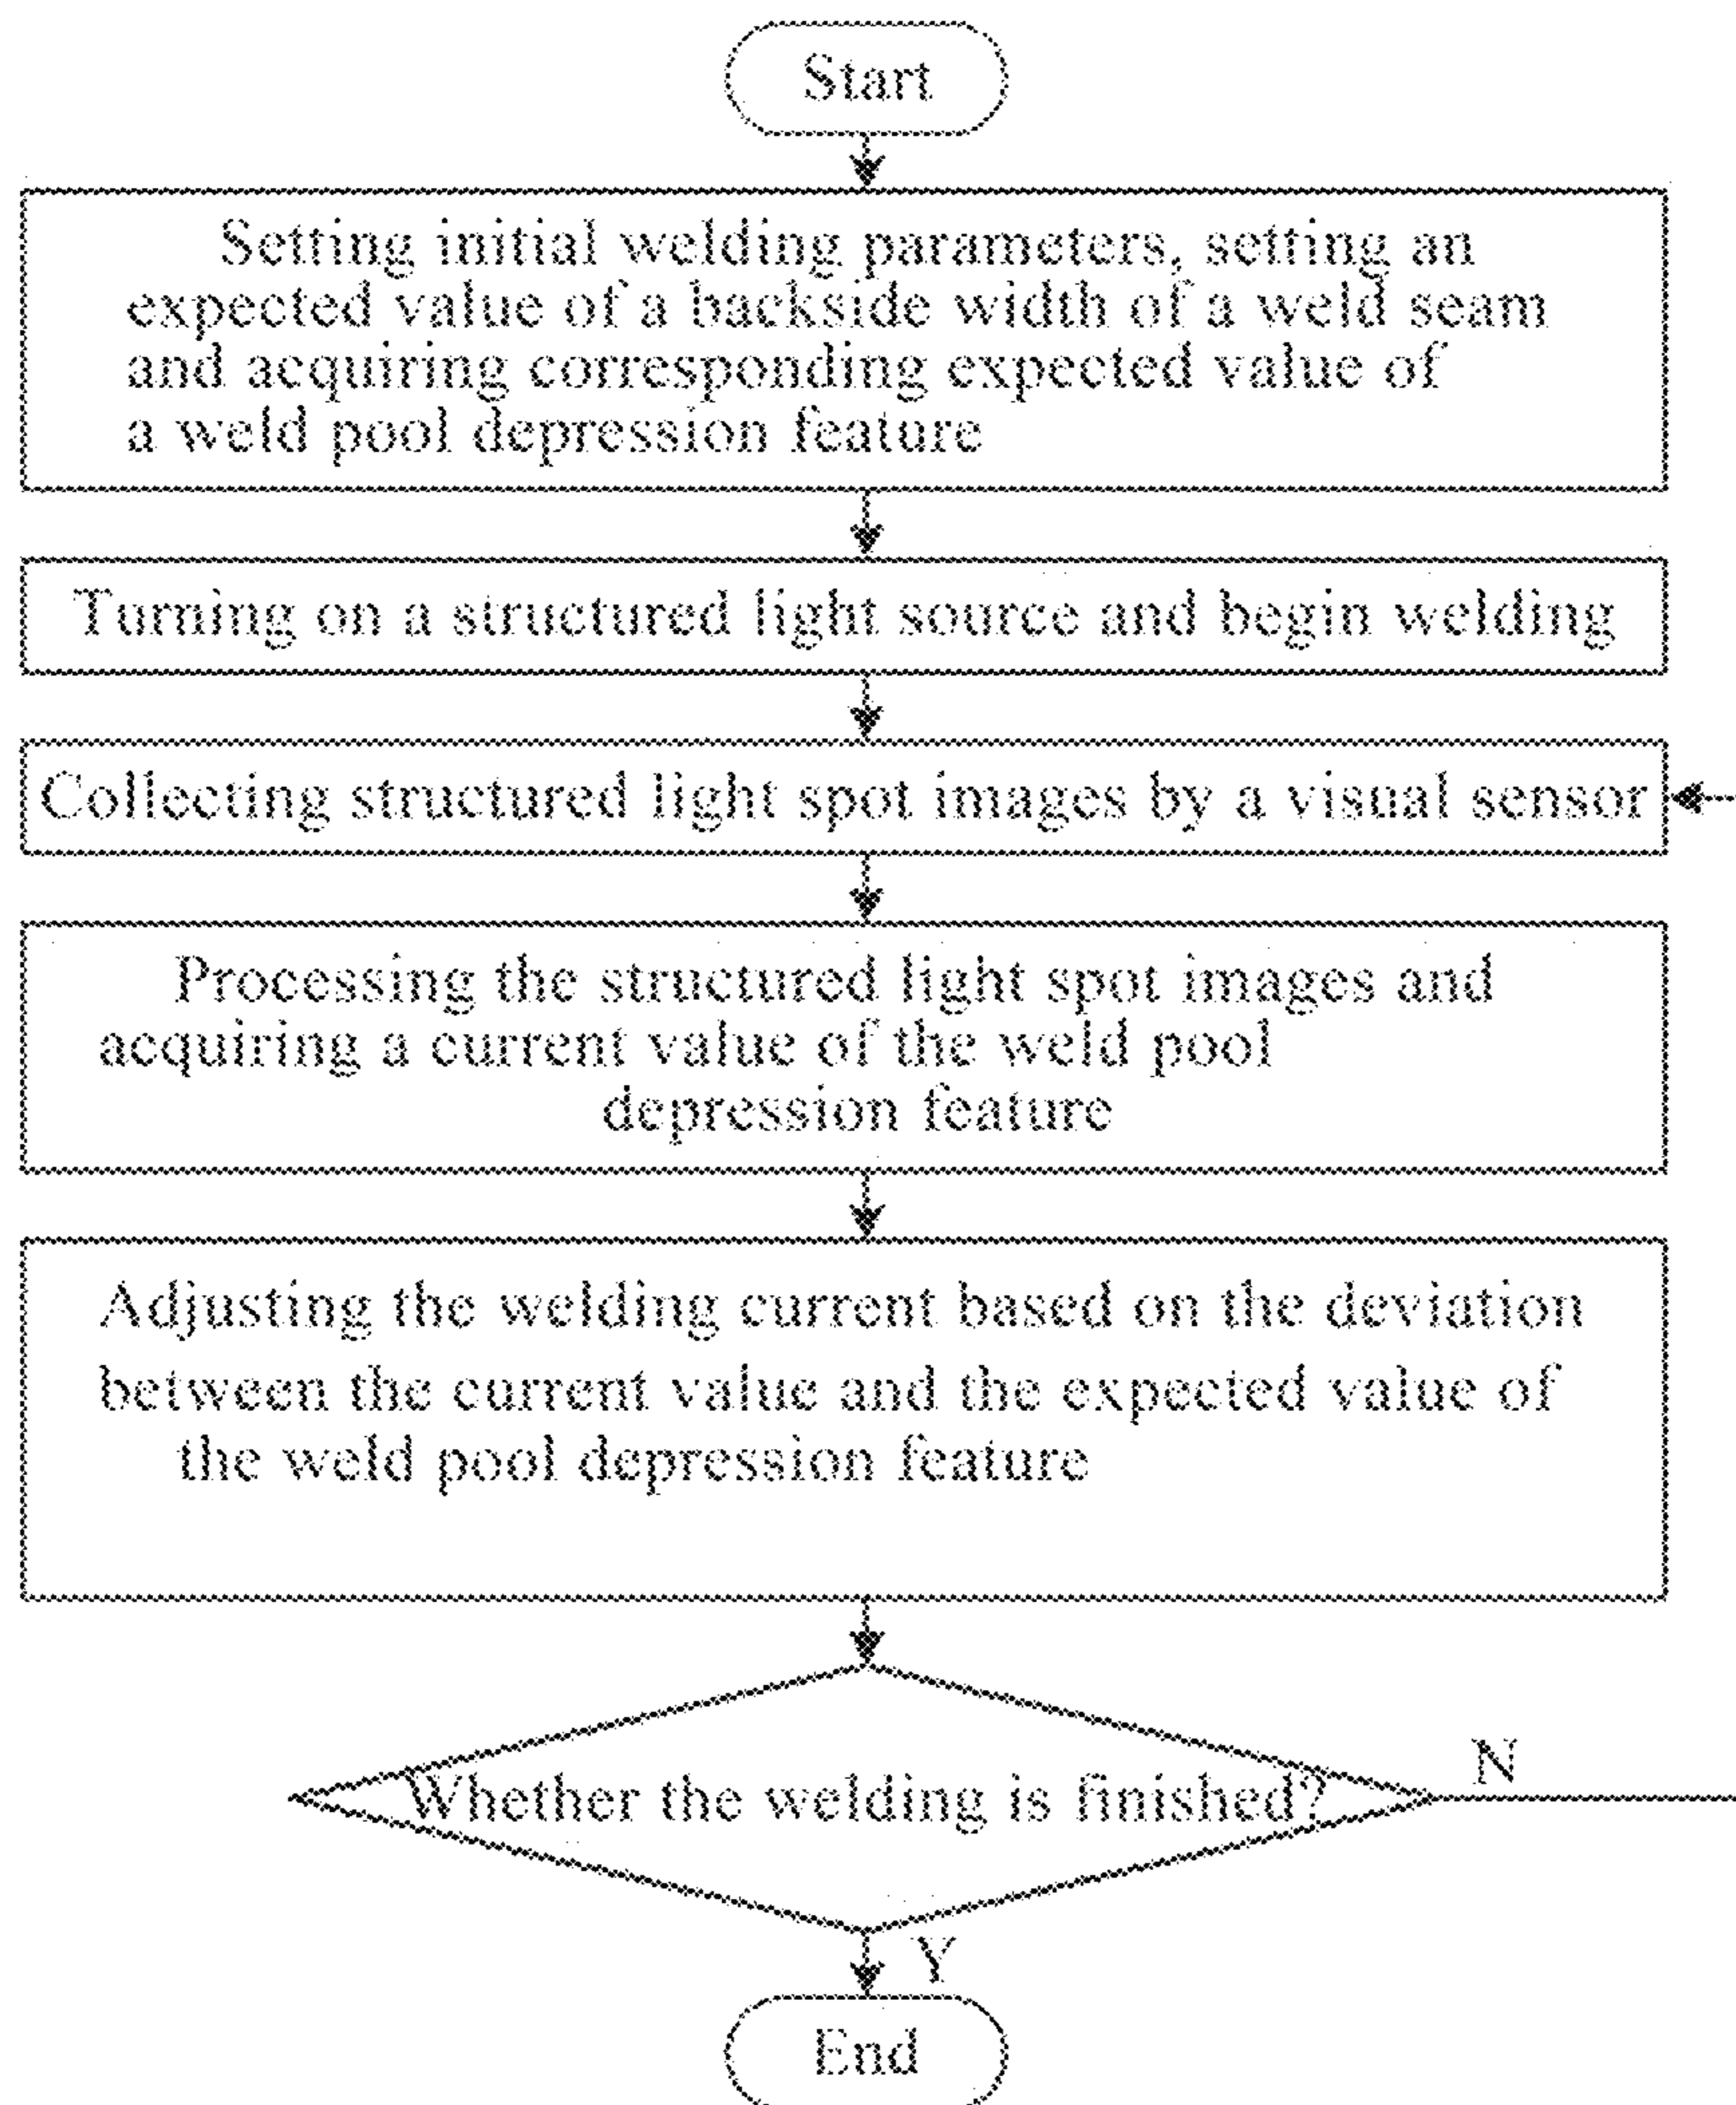 Start
Setting initial welding parameters, setting an
expected value of a backside width of a weld seam
and acquiring corresponding expected value of
a weld pool depression feature
Turning on a structured light source and begin welding
Collecting structured light spot images by a visual sensor
Processing the structured light spot images and
acquiring a current value of the weld pool
depression feature
Adjusting the welding current based on the deviation
between the current value and the expected value of
the weld pool depression feature
Whether the welding is finished?
N
Y
End